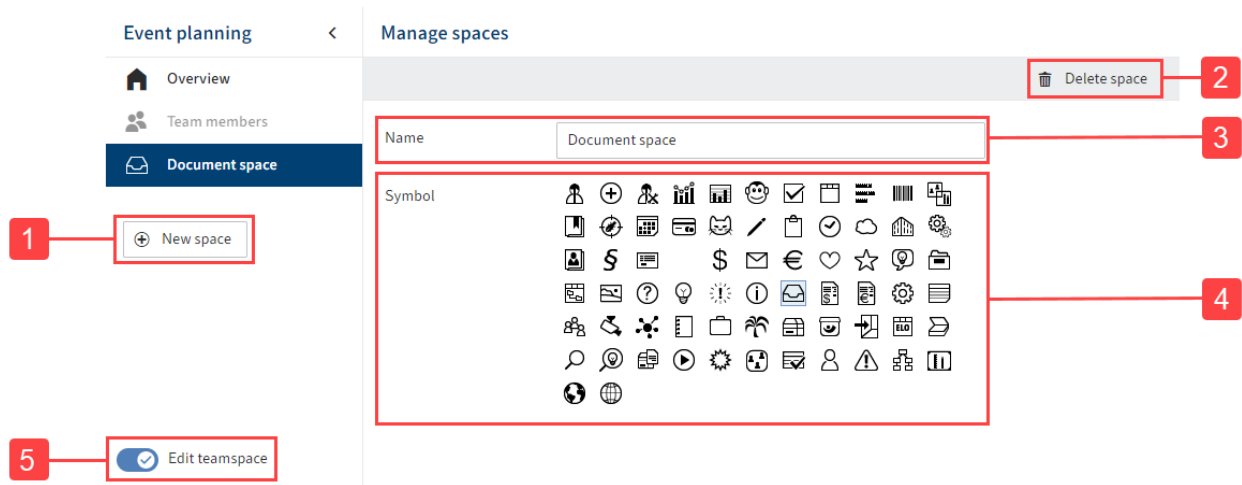 Event planning
Manage spaces
Overview
Delete space
2
Team members
Name
Document space
3
Document space
Symbol
1
New space
4
ELO
5
Edit teamspace